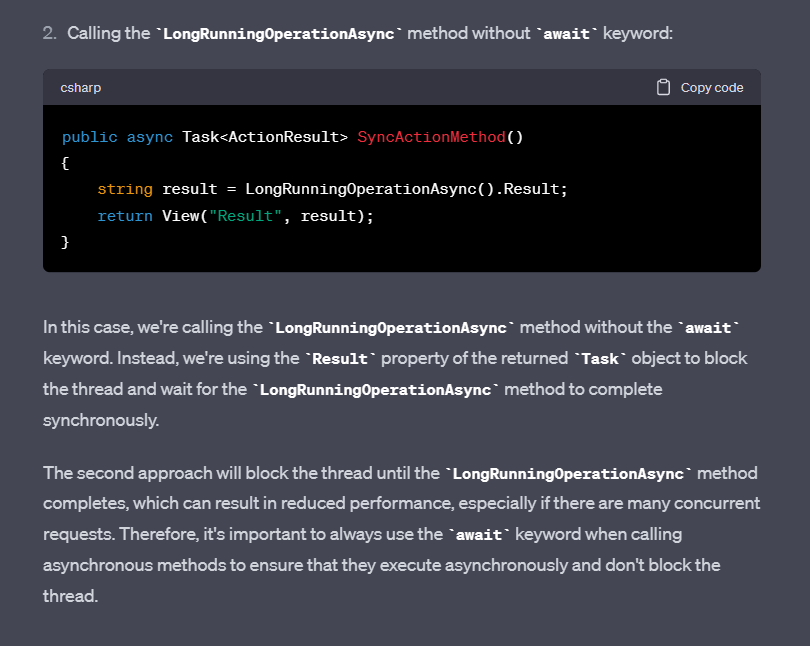 2. Calling the `LongRunningOperationAsync` method without `await` keyword:
csharp
Copy code
public async Task<ActionResult> SyncActionMethod()
{
    string result = LongRunningOperationAsync().Result;
    return View("Result", result);
}
In this case, we're calling the `LongRunningOperationAsync` method without the `await`
keyword. Instead, we're using the `Result` property of the returned `Task` object to block
the thread and wait for the `LongRunningOperationAsync` method to complete
synchronously.
The second approach will block the thread until the `LongRunningOperationAsync` method
completes, which can result in reduced performance, especially if there are many concurrent
requests. Therefore, it's important to always use the `await` keyword when calling
asynchronous methods to ensure that they execute asynchronously and don't block the
thread.